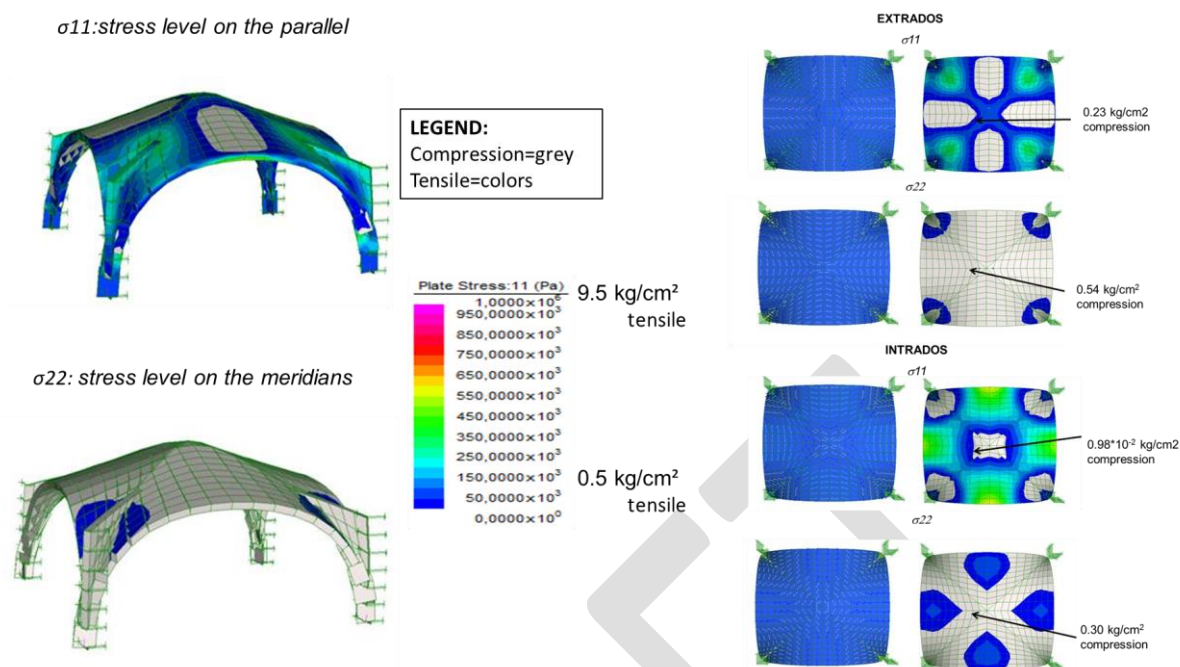 σ11:stress level on the parallel
LEGEND:
Compression=grey
Tensile=colors
Plate Stress:11 (Pa)
1,0000x10⁶
950,0000x10³
850,0000x10³
750,0000x10³
650,0000x10³
550,0000x10³
450,0000x10³
350,0000x10³
250,0000x10³
150,0000x10³
50,0000x10³
0,0000x10⁰
9.5 kg/cm²
tensile
0.5 kg/cm²
tensile
σ22: stress level on the meridians
EXTRADOS
σ11
0.23 kg/cm2
compression
σ22
0.54 kg/cm²
compression
INTRADOS
σ11
0.98*10⁻² kg/cm2
compression
σ22
0.30 kg/cm²
compression